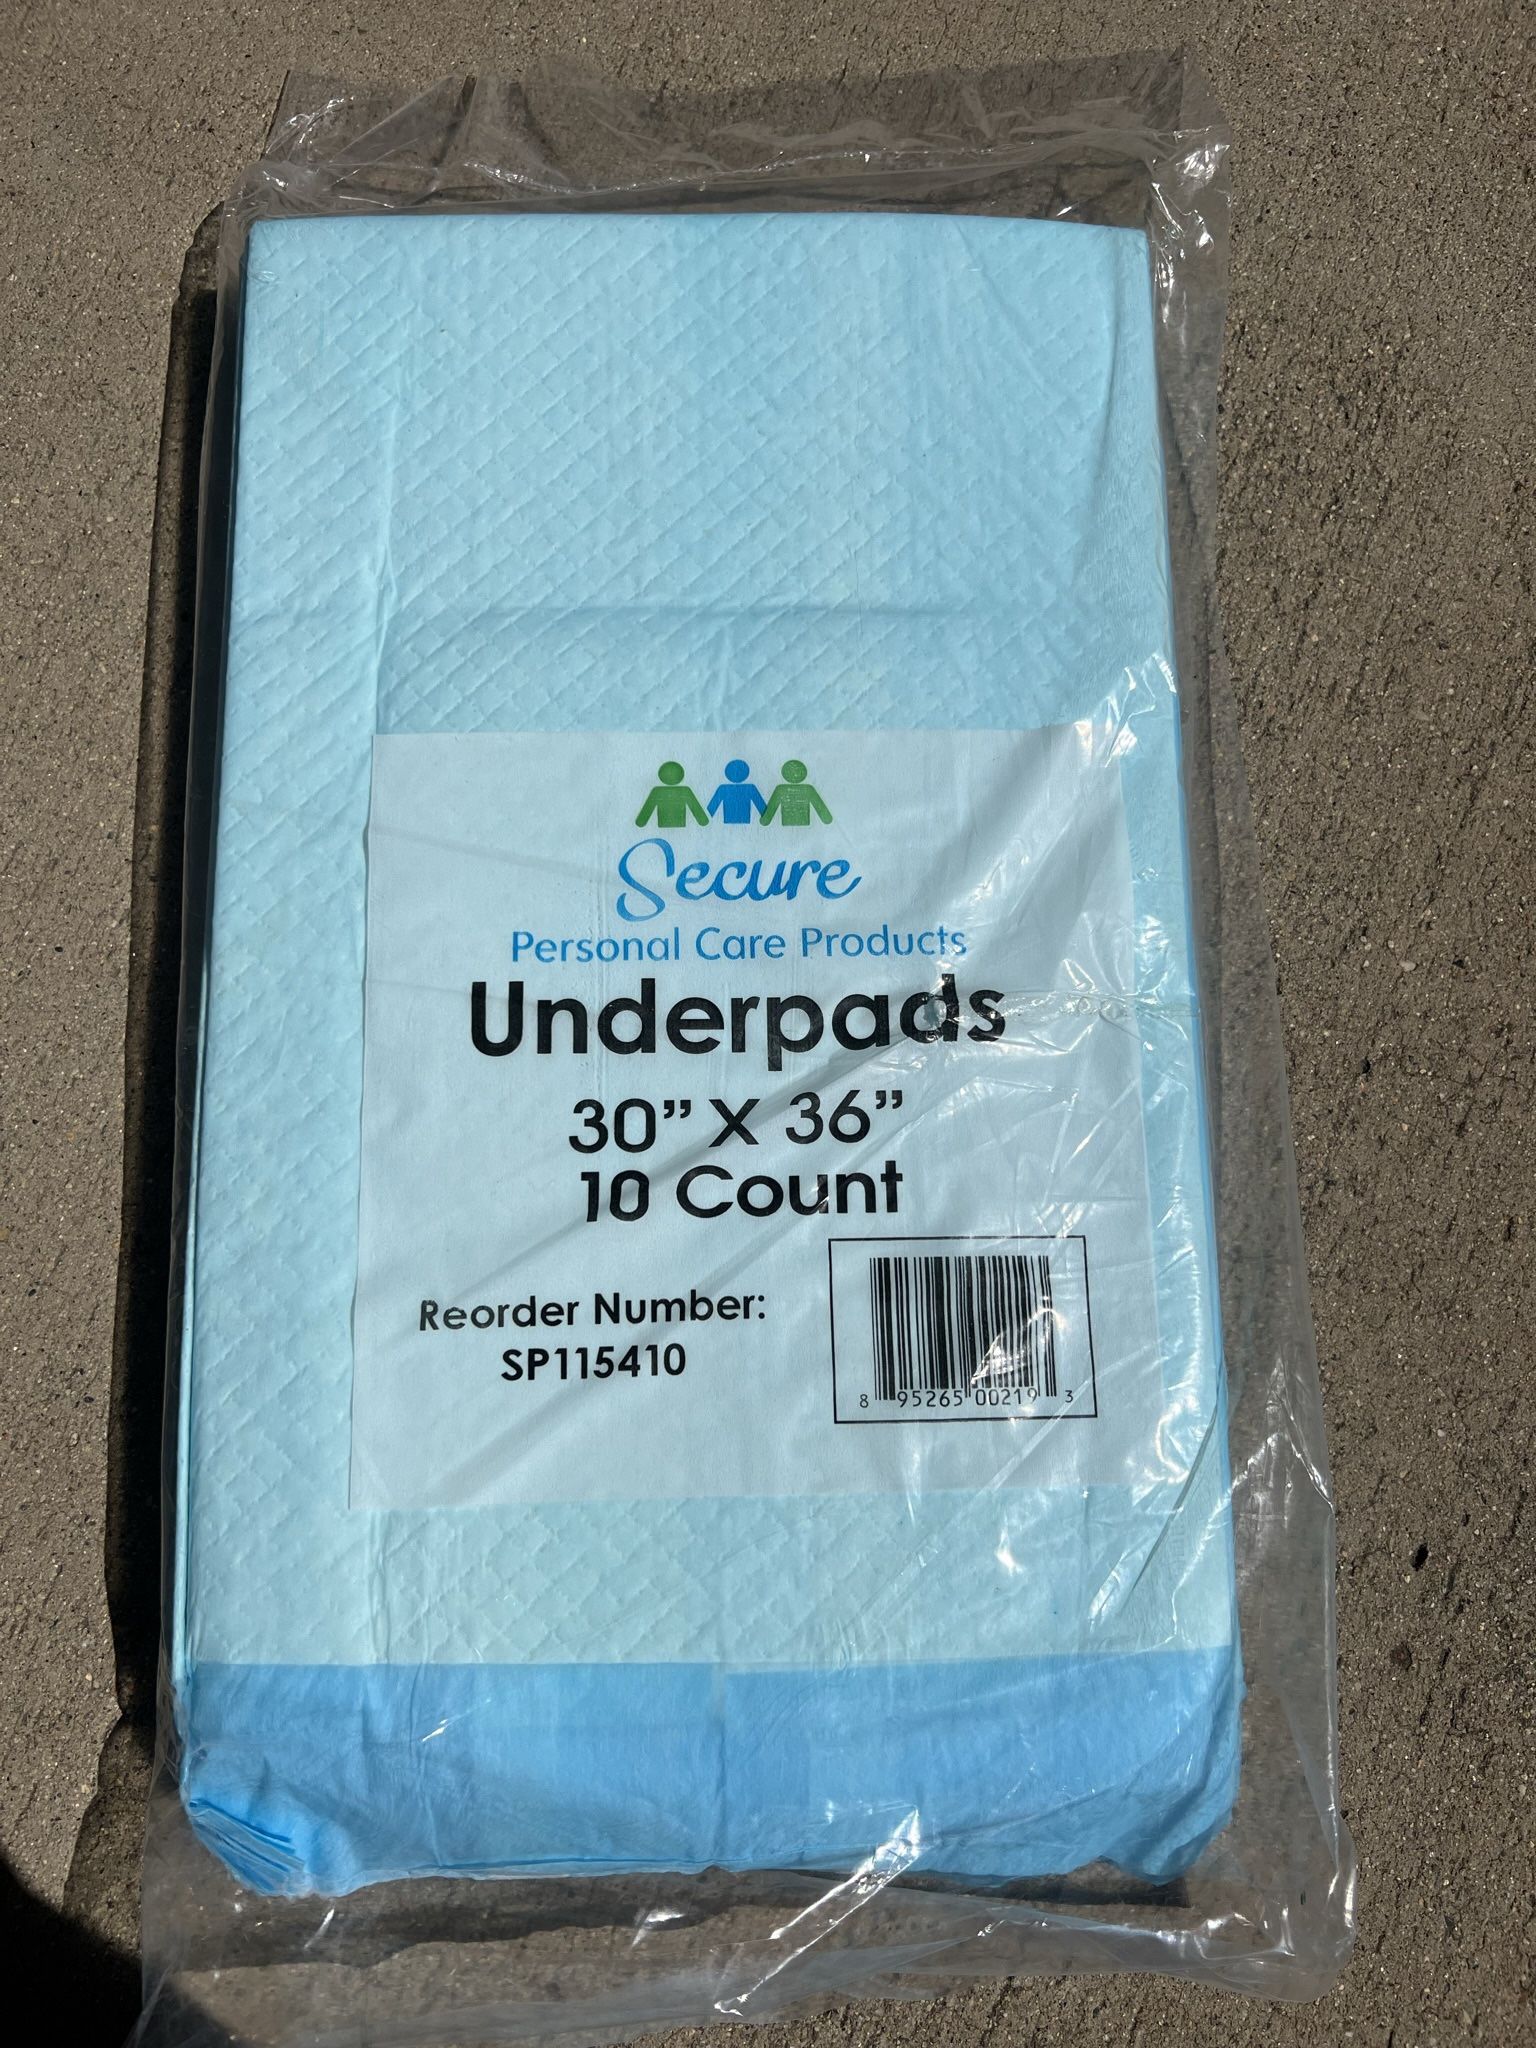 Secure
Personal Care Products
Underpads
30” X 36”
10 Count
Reorder Number:
SP115410
8 95265 00219 3